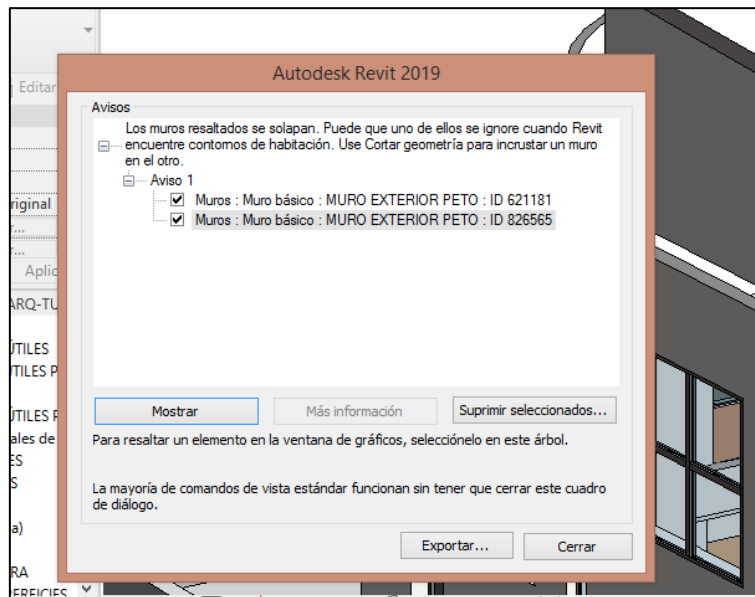 Autodesk Revit 2019
Editar
Avisos
Los muros resaltados se solapan. Puede que uno de ellos se ignore cuando Revit
encuentre contornos de habitación. Use Cortar geometría para incrustar un muro
en el otro.
Aviso 1
Muros : Muro básico : MURO EXTERIOR PETO : ID 621181
Muros : Muro básico : MURO EXTERIOR PETO : ID 826565
riginal
r...
r...
Aplic
ARQ-TU
ÚTILES
ÚTILES P
ÚTILES P
ales de
ES
S
a)
RA
Mostrar
Más información
Suprimir seleccionados...
Para resaltar un elemento en la ventana de gráficos, selecciónelo en este árbol.
La mayoría de comandos de vista estándar funcionan sin tener que cerrar este cuadro
de diálogo.
Exportar...
Cerrar